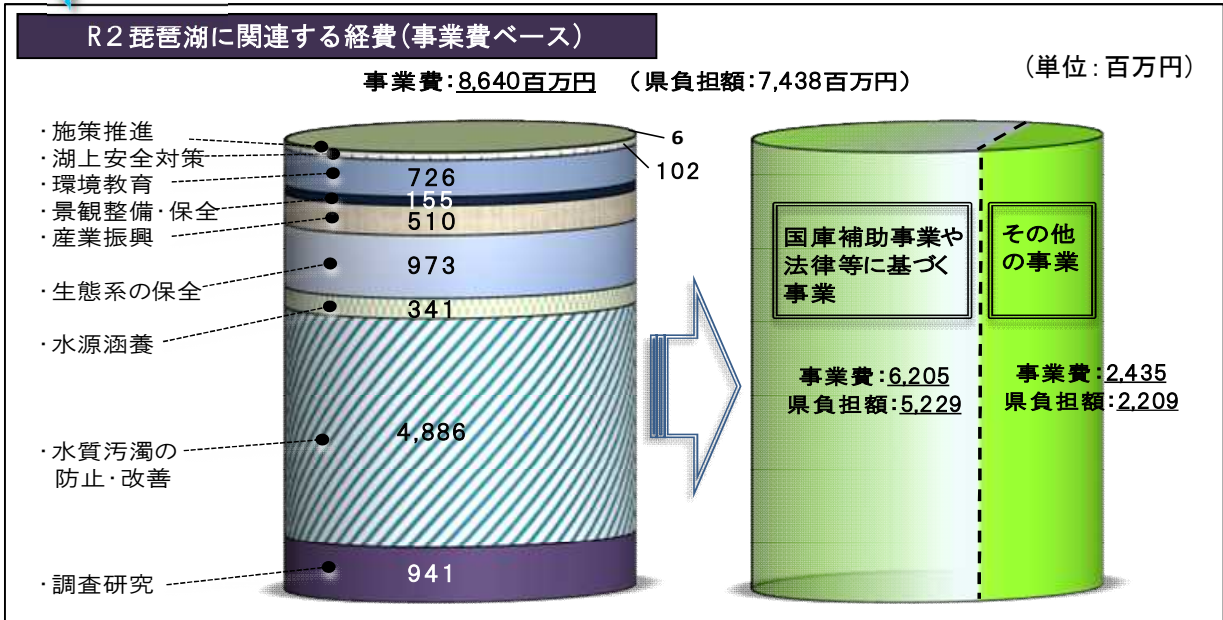 R2琵琶湖に関連する経費(事業費ベース)
(単位:百万円)
事業費:8,640百万円 (県負担額:7,438百万円)
・施策推進
・湖上安全対策
・環境教育
・景観整備・保全
・産業振興
・生態系の保全
・水源涵養
・水質汚濁の
防止・改善
・調査研究
6
102
726
155
510
973
341
4,886
941
国庫補助事業や
法律等に基づく
事業
その他
の事業
事業費:6,205
県負担額:5,229
事業費:2,435
県負担額:2,209